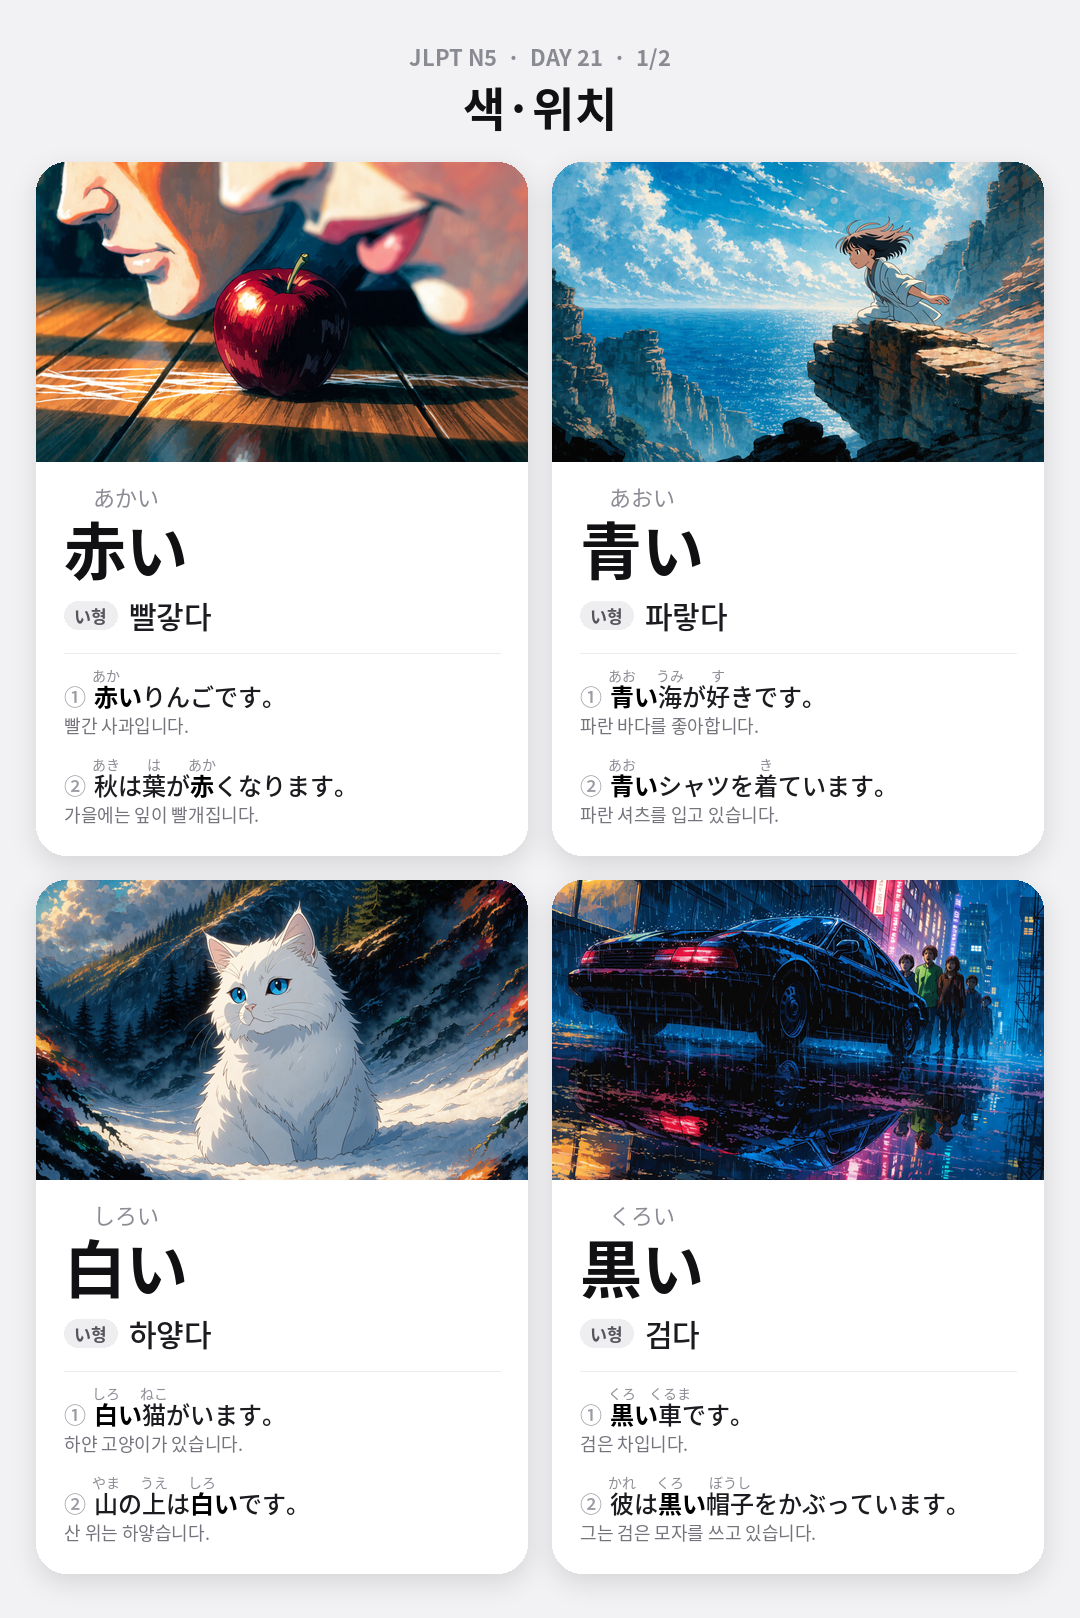 JLPT N5 · DAY 21 · 1/2
색·위치
あかい
赤い
い형 빨갛다
あか
① 赤いりんごです。
빨간 사과입니다.
あき は あか
② 秋は葉が赤くなります。
가을에는 잎이 빨개집니다.
あおい
青い
い형 파랗다
あお うみ す
① 青い海が好きです。
파란 바다를 좋아합니다.
あお き
② 青いシャツを着ています。
파란 셔츠를 입고 있습니다.
しろい
白い
い형 하얗다
しろ ねこ
① 白い猫がいます。
하얀 고양이가 있습니다.
やま うえ しろ
② 山の上は白いです。
산 위는 하얗습니다.
くろい
黒い
い형 검다
くろ くるま
① 黒い車です。
검은 차입니다.
かれ くろ ぼうし
② 彼は黒い帽子をかぶっています。
그는 검은 모자를 쓰고 있습니다.